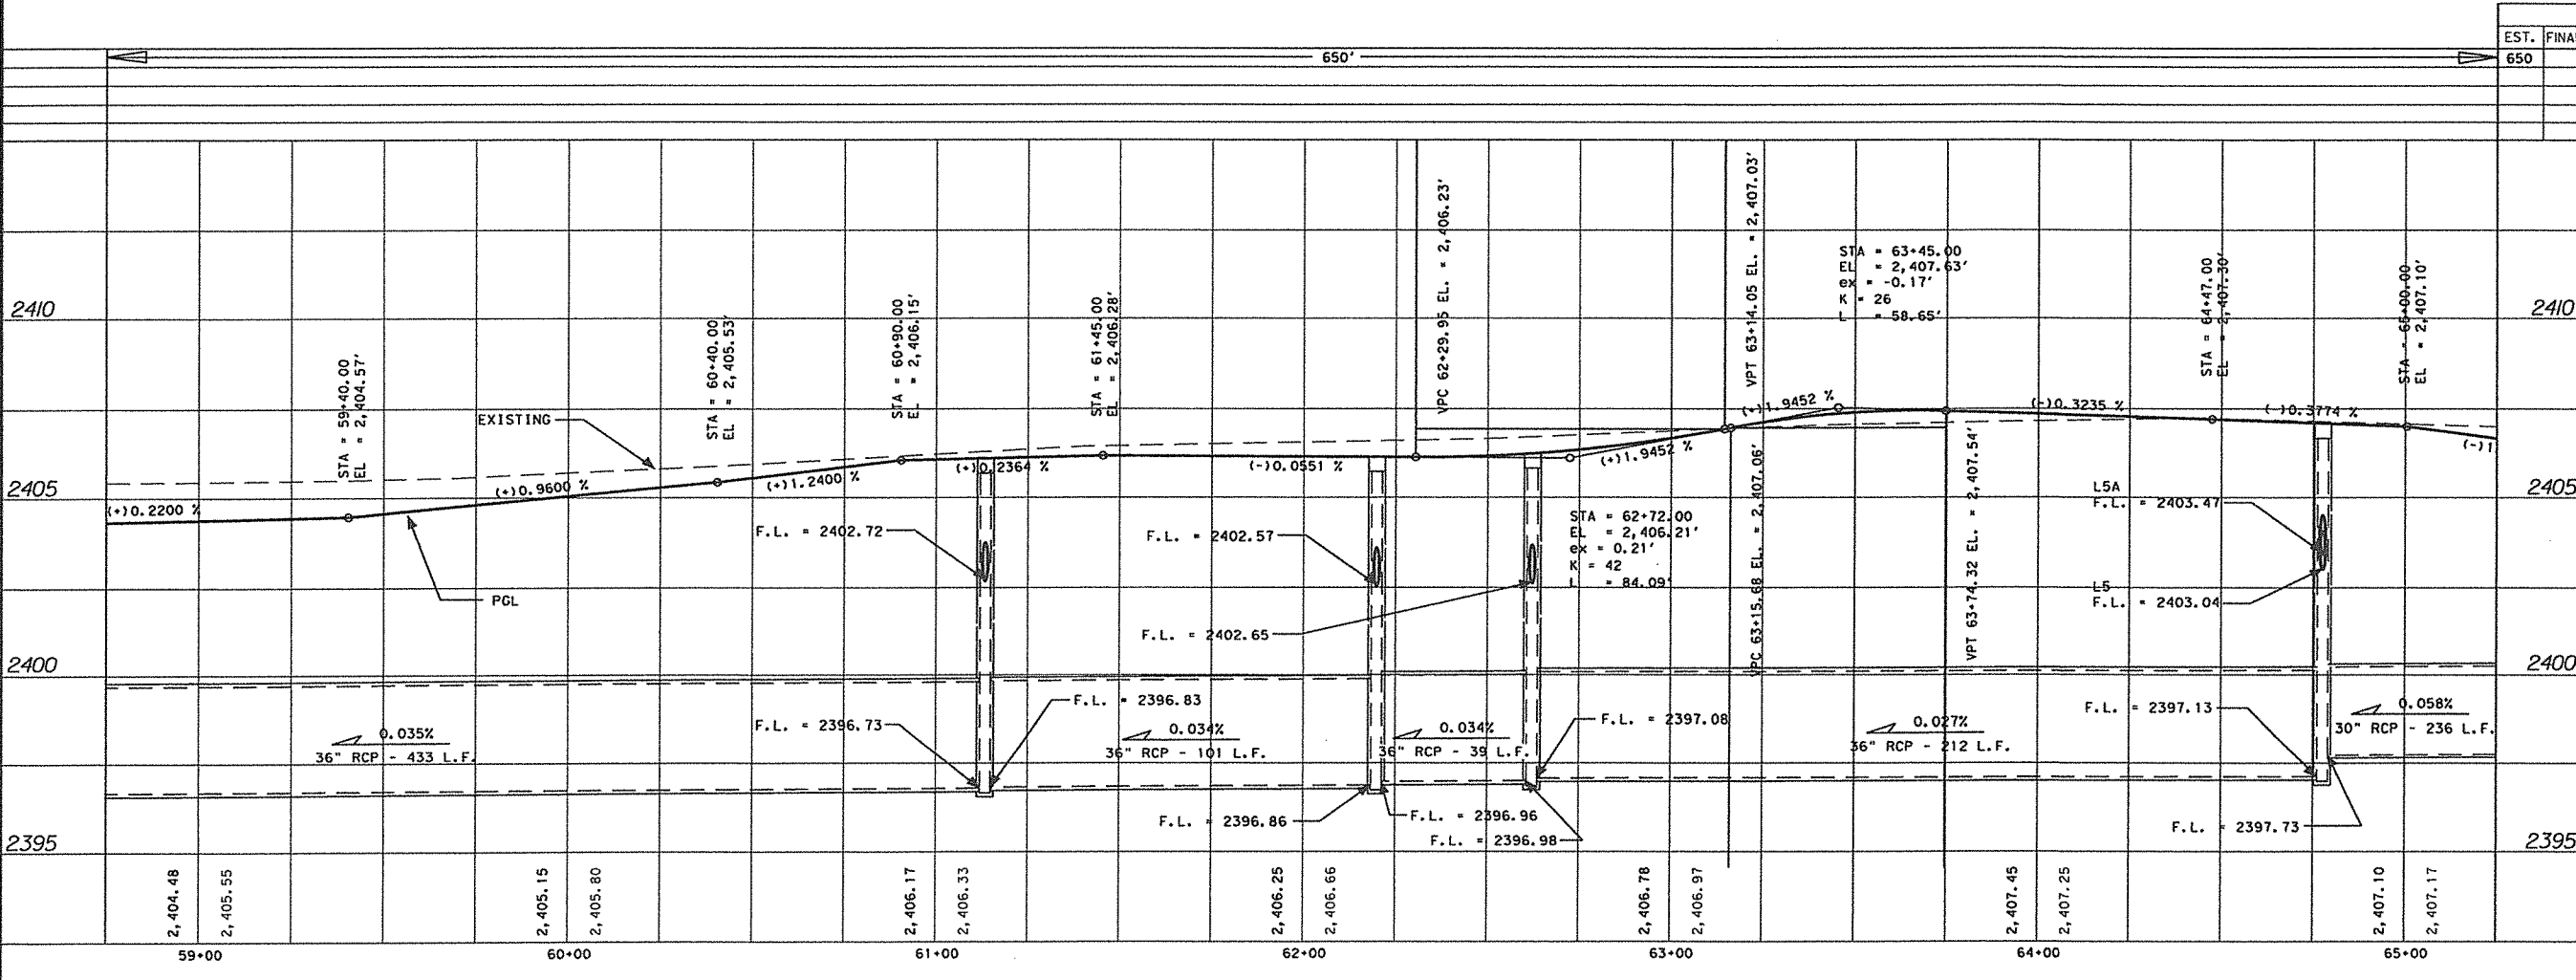 EST. FINA
650' 650
VPC 62+29.95 EL. = 2,406.23'
VPT 63+14.05 EL. = 2,407.03'
STA = 63+45.00
EL = 2,407.63'
ex = -0.17'
K = 26
L = 58.65'
STA = 64+47.00
EL = 2,407.30'
STA = 65+00.00
EL = 2,407.10'
2410 2410
STA = 59+40.00
EL = 2,404.57'
STA = 60+40.00
EL = 2,405.53'
STA = 60+90.00
EL = 2,406.15'
STA = 61+45.00
EL = 2,406.28'
EXISTING
(+)0.2200 %
(+)0.9600 %
(+)1.2400 %
(+)0.2364 %
(-)0.0551 %
(+)1.9452 %
(+)1.9452 %
(-)0.3235 %
(-)0.3774 %
(-)1
2405 2405
PGL
F.L. = 2402.72
F.L. = 2402.57
F.L. = 2402.65
STA = 62+72.00
EL = 2,406.21'
ex = 0.21'
K = 42
L = 84.09'
VPC 63+15.68 EL. = 2,407.06'
VPT 63+74.32 EL. = 2,407.54'
L5A
F.L. = 2403.47
L5
F.L. = 2403.04
2400 2400
0.035%
36" RCP - 433 L.F.
F.L. = 2396.73
F.L. = 2396.83
0.034%
36" RCP - 101 L.F.
0.034%
36" RCP - 39 L.F.
F.L. = 2397.08
0.027%
36" RCP - 212 L.F.
F.L. = 2397.13
0.058%
30" RCP - 236 L.F.
F.L. = 2396.86
F.L. = 2396.96
F.L. = 2396.98
F.L. = 2397.73
2395 2395
2,404.48
2,405.55
2,405.15
2,405.80
2,406.17
2,406.33
2,406.25
2,406.66
2,406.78
2,406.97
2,407.45
2,407.25
2,407.10
2,407.17
59+00 60+00 61+00 62+00 63+00 64+00 65+00